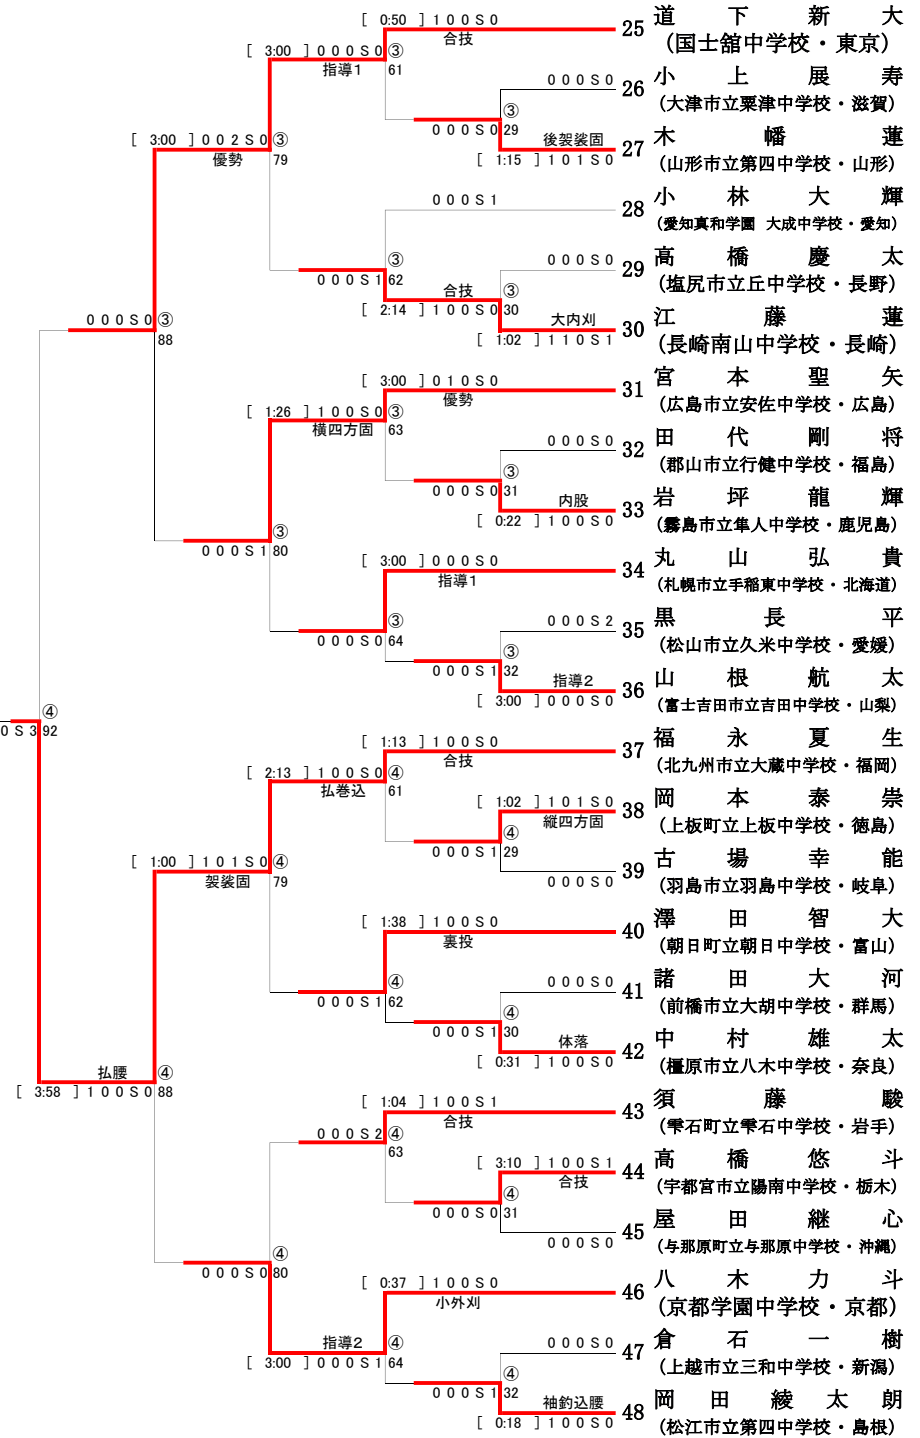 [ 0:50 ] 1 0 0 S 0
合技
25 道下新大
(国士舘中学校・東京)
[ 3:00 ] 0 0 0 S 0 ③
指導1 61
0 0 0 S 0
26 小上展寿
(大津市立粟津中学校・滋賀)
③
0 0 0 S 0 29
後袈裟固
27 木幡蓮
[ 1:15 ] 1 0 1 S 0
(山形市立第四中学校・山形)
[ 3:00 ] 0 0 2 S 0 ③
優勢 79
0 0 0 S 1
28 小林大輝
(愛知真和学園 大成中学校・愛知)
③
0 0 0 S 1 62
0 0 0 S 0
29 高橋慶太
(塩尻市立丘中学校・長野)
合技 ③
[ 2:14 ] 1 0 0 S 0 30
大内刈
30 江藤蓮
[ 1:02 ] 1 1 0 S 1
(長崎南山中学校・長崎)
0 0 0 S 0 ③
88
[ 3:00 ] 0 1 0 S 0
優勢
31 宮本聖矢
(広島市立安佐中学校・広島)
[ 1:26 ] 1 0 0 S 0 ③
横四方固 63
0 0 0 S 0
32 田代剛将
(郡山市立行健中学校・福島)
③
0 0 0 S 0 31
内股
33 岩坪龍輝
[ 0:22 ] 1 0 0 S 0
(霧島市立隼人中学校・鹿児島)
③
0 0 0 S 1 80
[ 3:00 ] 0 0 0 S 0
指導1
34 丸山弘貴
(札幌市立手稲東中学校・北海道)
③
0 0 0 S 0 64
0 0 0 S 2
35 黒長平
(松山市立久米中学校・愛媛)
③
0 0 0 S 1 32
指導2
36 山根航太
[ 3:00 ] 0 0 0 S 0
(富士吉田市立吉田中学校・山梨)
④
0 S 3 92
[ 1:13 ] 1 0 0 S 0
合技
37 福永夏生
(北九州市立大蔵中学校・福岡)
[ 2:13 ] 1 0 0 S 0 ④
払巻込 61
[ 1:02 ] 1 0 1 S 0
縦四方固
38 岡本泰崇
(上板町立上板中学校・徳島)
④
0 0 0 S 1 29
39 古場幸能
0 0 0 S 0
(羽島市立羽島中学校・岐阜)
[ 1:00 ] 1 0 1 S 0 ④
袈裟固 79
[ 1:38 ] 1 0 0 S 0
裏投
40 澤田智大
(朝日町立朝日中学校・富山)
④
0 0 0 S 1 62
0 0 0 S 0
41 諸田大河
(前橋市立大胡中学校・群馬)
④
0 0 0 S 1 30
体落
42 中村雄太
[ 0:31 ] 1 0 0 S 0
(橿原市立八木中学校・奈良)
払腰 ④
[ 3:58 ] 1 0 0 S 0 88
[ 1:04 ] 1 0 0 S 1
合技
43 須藤駿
(雫石町立雫石中学校・岩手)
0 0 0 S 2 ④
63
[ 3:10 ] 1 0 0 S 1
合技
44 高橋悠斗
(宇都宮市立陽南中学校・栃木)
④
0 0 0 S 0 31
45 屋田継心
0 0 0 S 0
(与那原町立与那原中学校・沖縄)
④
0 0 0 S 0 80
[ 0:37 ] 1 0 0 S 0
小外刈
46 八木力斗
(京都学園中学校・京都)
指導2 ④
[ 3:00 ] 0 0 0 S 1 64
0 0 0 S 0
47 倉石一樹
(上越市立三和中学校・新潟)
④
0 0 0 S 1 32
袖釣込腰
48 岡田綾太朗
[ 0:18 ] 1 0 0 S 0
(松江市立第四中学校・島根)